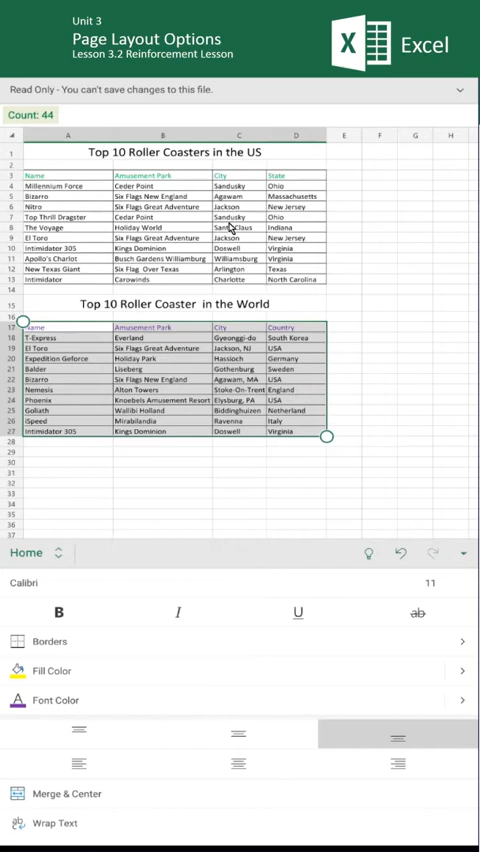 Unit 3
Page Layout Options
Lesson 3.2 Reinforcement Lesson
X Excel
Read Only - You can't save changes to this file.
Count: 44
A B C D E F G H
1 Top 10 Roller Coasters in the US
2
3 Name Amusement Park City State
4 Millennium Force Ceder Point Sandusky Ohio
5 Bizarro Six Flags New England Agawam Massachusetts
6 Nitro Six Flags Great Adventure Jackson New Jersey
7 Top Thrill Dragster Cedar Point Sandusky Ohio
8 The Voyage Holiday World Santa Claus Indiana
9 El Toro Six Flags Great Adventure Jackson New Jersey
10 Intimidator 305 Kings Dominion Doswell Virginia
11 Apollo's Charlot Busch Gardens Williamburg Williamsburg Virginia
12 New Texas Giant Six Flag Over Texas Arlington Texas
13 Intimidator Carowinds Charlotte North Carolina
14
15 Top 10 Roller Coaster in the World
16
17 Name Amusement Park City Country
18 T-Express Everland Gyeonggi-do South Korea
19 El Toro Six Flags Great Adventure Jackson, NJ USA
20 Expedition Geforce Holiday Park Hassloch Germany
21 Balder Liseberg Gothenburg Sweden
22 Bizarro Six Flags New England Agawam, MA USA
23 Nemesis Alton Towers Stoke-On-Trent England
24 Phoenix Knoebels Amusement Resort Elysburg, PA USA
25 Goliath Wallibi Holland Biddinghuizen Netherland
26 iSpeed Mirabilandia Ravenna Italy
27 Intimidator 305 Kings Dominion Doswell Virginia
28
29
30
31
32
33
34
35
37
Home
Calibri 11
B I U ab
Borders
Fill Color
A Font Color
Merge & Center
ab Wrap Text